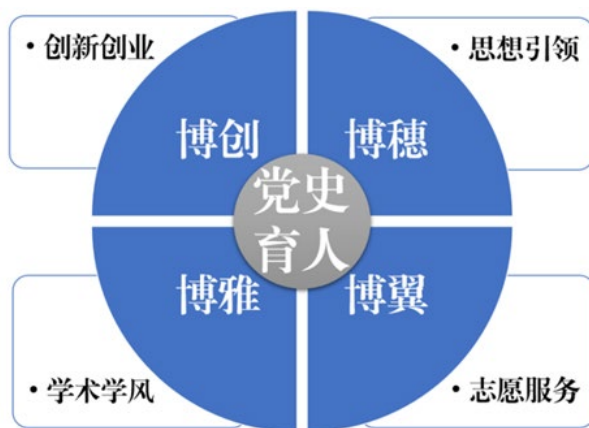 • 创新创业
• 思想引领
博创
博穗
党史
育人
博雅
博翼
• 学术学风
• 志愿服务